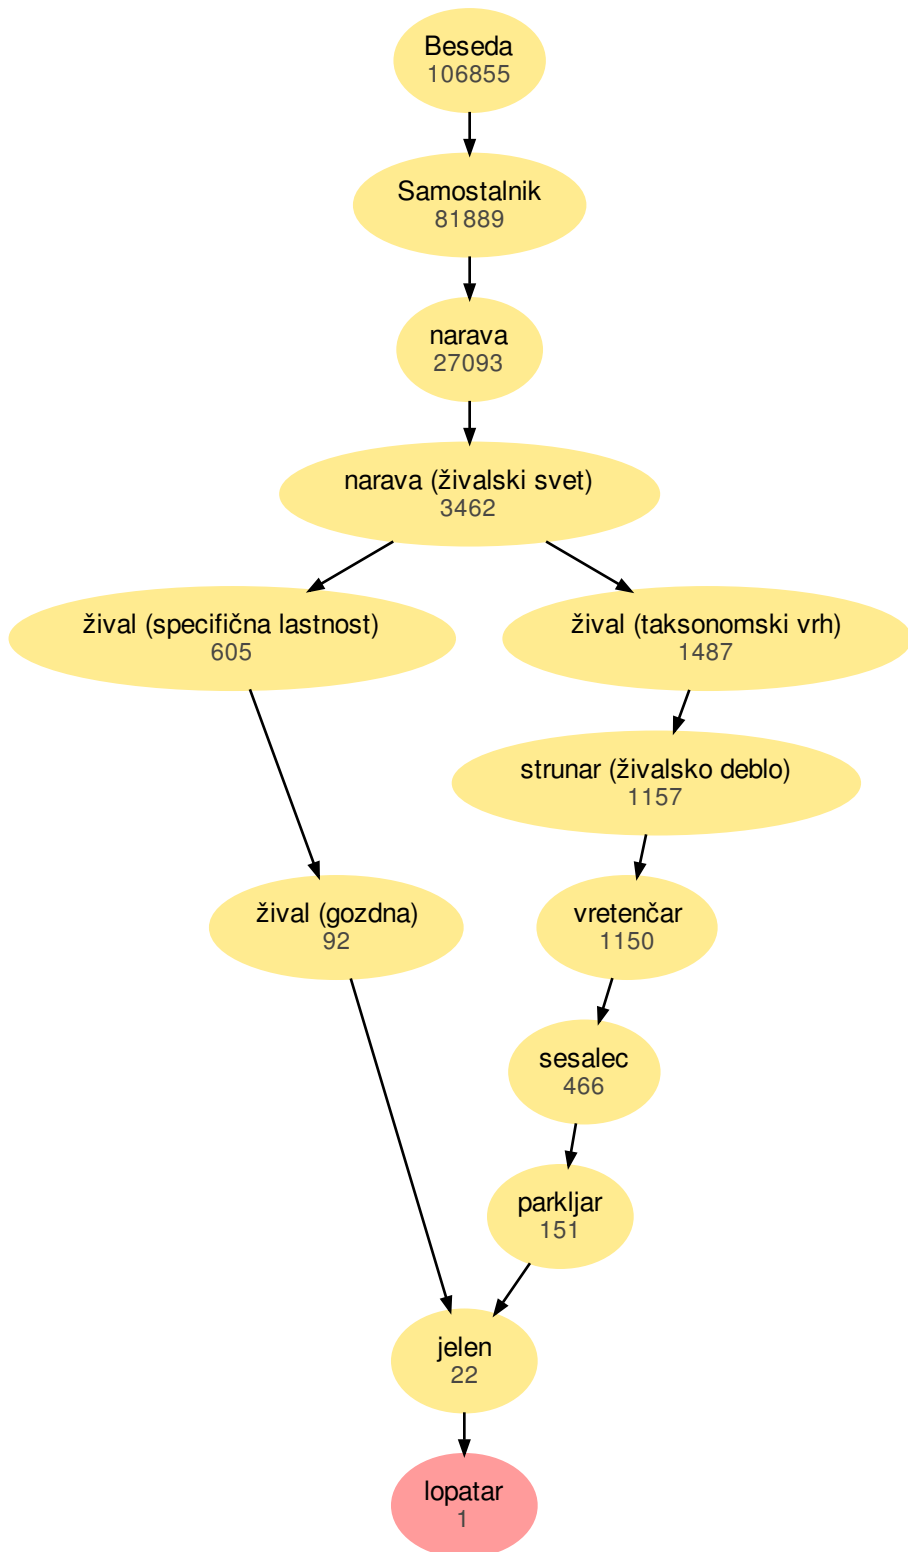 Beseda
106855
Samostalnik
81889
narava
27093
narava (živalski svet)
3462
žival (specifična lastnost)
605
žival (taksonomski vrh)
1487
strunar (živalsko deblo)
1157
žival (gozdna)
92
vretenčar
1150
sesalec
466
parkljar
151
jelen
22
lopatar
1